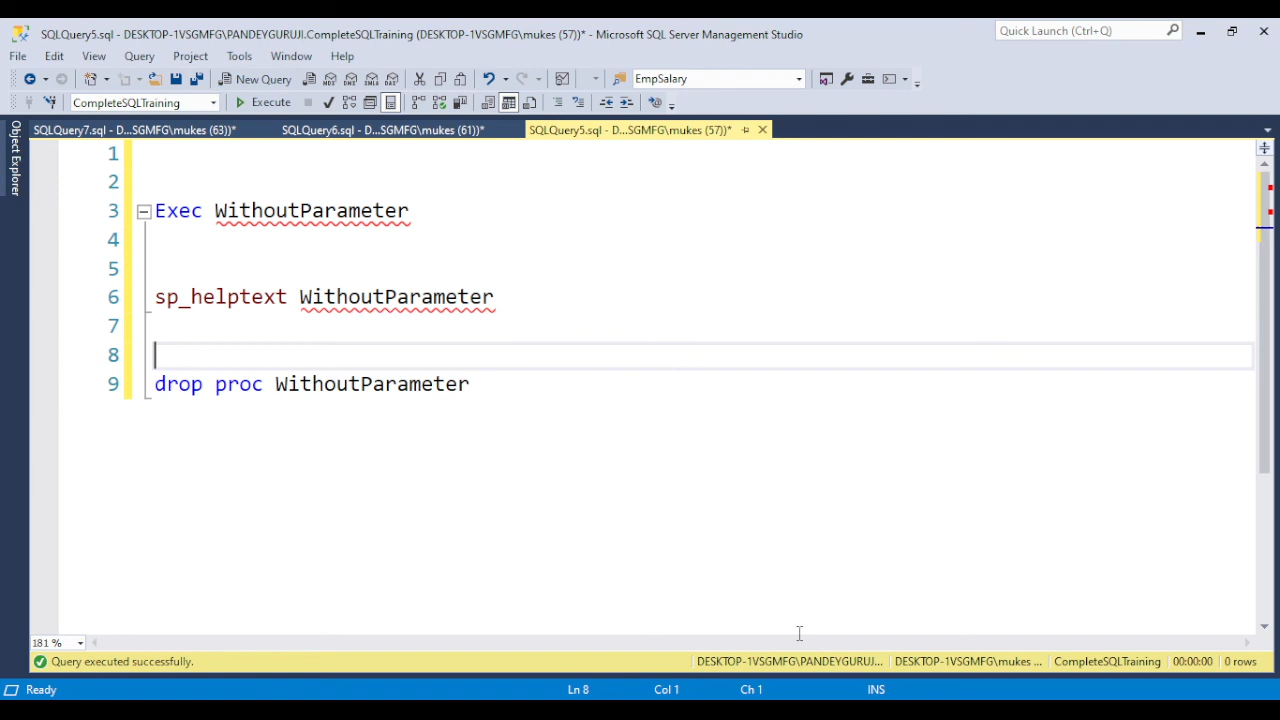 SQLQuery5.sql - DESKTOP-1VSGMFG\PANDEYGURUJI.CompleteSQLTraining (DESKTOP-1VSGMFG\mukes (57))* - Microsoft SQL Server Management Studio
Quick Launch (Ctrl+Q)
File Edit View Query Project Tools Window Help
New Query
EmpSalary
CompleteSQLTraining
Execute
Object Explorer
SQLQuery7.sql - D...SGMFG\mukes (63))*
SQLQuery6.sql - D...SGMFG\mukes (61))*
SQLQuery5.sql - D...SGMFG\mukes (57))*
1
2
3 Exec WithoutParameter
4
5
6 sp_helptext WithoutParameter
7
8
9 drop proc WithoutParameter
181 %
Query executed successfully.
DESKTOP-1VSGMFG\PANDEYGURUJ... DESKTOP-1VSGMFG\mukes ... CompleteSQLTraining 00:00:00 0 rows
Ready Ln 8 Col 1 Ch 1 INS